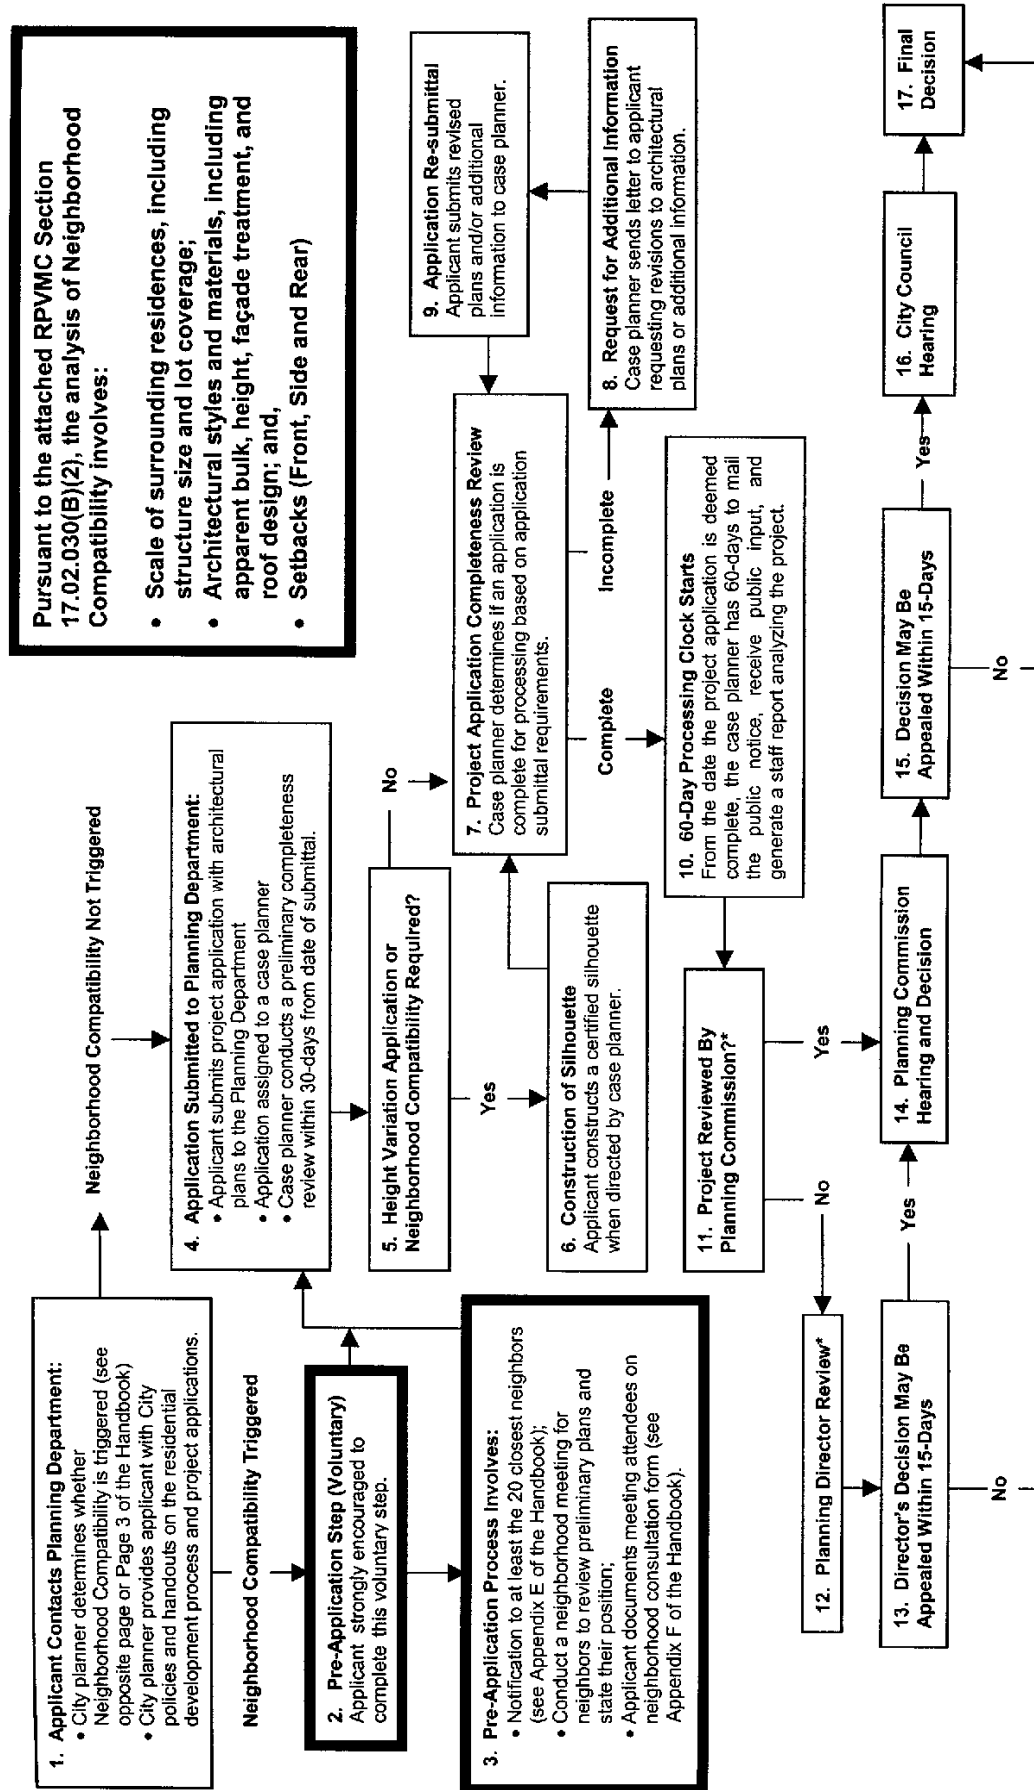 1. Applicant Contacts Planning Department:
• City planner determines whether
Neighborhood Compatibility is triggered (see
opposite page or Page 3 of the Handbook)
• City planner provides applicant with City
policies and handouts on the residential
development process and project applications.
Neighborhood Compatibility Not Triggered
Neighborhood Compatibility Triggered
Pursuant to the attached RPVMC Section
17.02.030(B)(2), the analysis of Neighborhood
Compatibility involves:
• Scale of surrounding residences, including
structure size and lot coverage;
• Architectural styles and materials, including
apparent bulk, height, façade treatment, and
roof design; and,
• Setbacks (Front, Side and Rear)
2. Pre-Application Step (Voluntary)
Applicant strongly encouraged to
complete this voluntary step.
3. Pre-Application Process Involves:
• Notification to at least the 20 closest neighbors
(see Appendix E of the Handbook);
• Conduct a neighborhood meeting for
neighbors to review preliminary plans and
state their position;
• Applicant documents meeting attendees on
neighborhood consultation form (see
Appendix F of the Handbook).
4. Application Submitted to Planning Department:
• Applicant submits project application with architectural
plans to the Planning Department
• Application assigned to a case planner
• Case planner conducts a preliminary completeness
review within 30-days from date of submittal.
5. Height Variation Application or
Neighborhood Compatibility Required?
No
Yes
6. Construction of Silhouette
Applicant constructs a certified silhouette
when directed by case planner.
7. Project Application Completeness Review
Case planner determines if an application is
complete for processing based on application
submittal requirements.
Complete
Incomplete
8. Request for Additional Information
Case planner sends letter to applicant
requesting revisions to architectural
plans or additional information.
9. Application Re-submittal
Applicant submits revised
plans and/or additional
information to case planner.
10. 60-Day Processing Clock Starts
From the date the project application is deemed
complete, the case planner has 60-days to mail
the public notice, receive public input, and
generate a staff report analyzing the project.
11. Project Reviewed By
Planning Commission?*
No
Yes
12. Planning Director Review*
13. Director's Decision May Be
Appealed Within 15-Days
Yes
No
14. Planning Commission
Hearing and Decision
15. Decision May Be
Appealed Within 15-Days
Yes
No
16. City Council
Hearing
17. Final
Decision